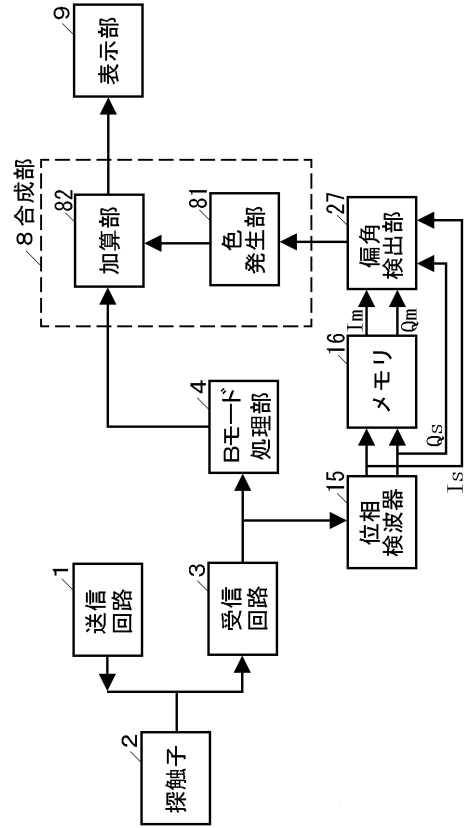 2
探触子
1
送信
回路
3
受信
回路
4
Bモード
処理部
15
位相
検波器
Is
Qs
16
メモリ
Im
Qm
27
偏角
検出部
8 合成部
81
色
発生部
82
加算部
9
表示部